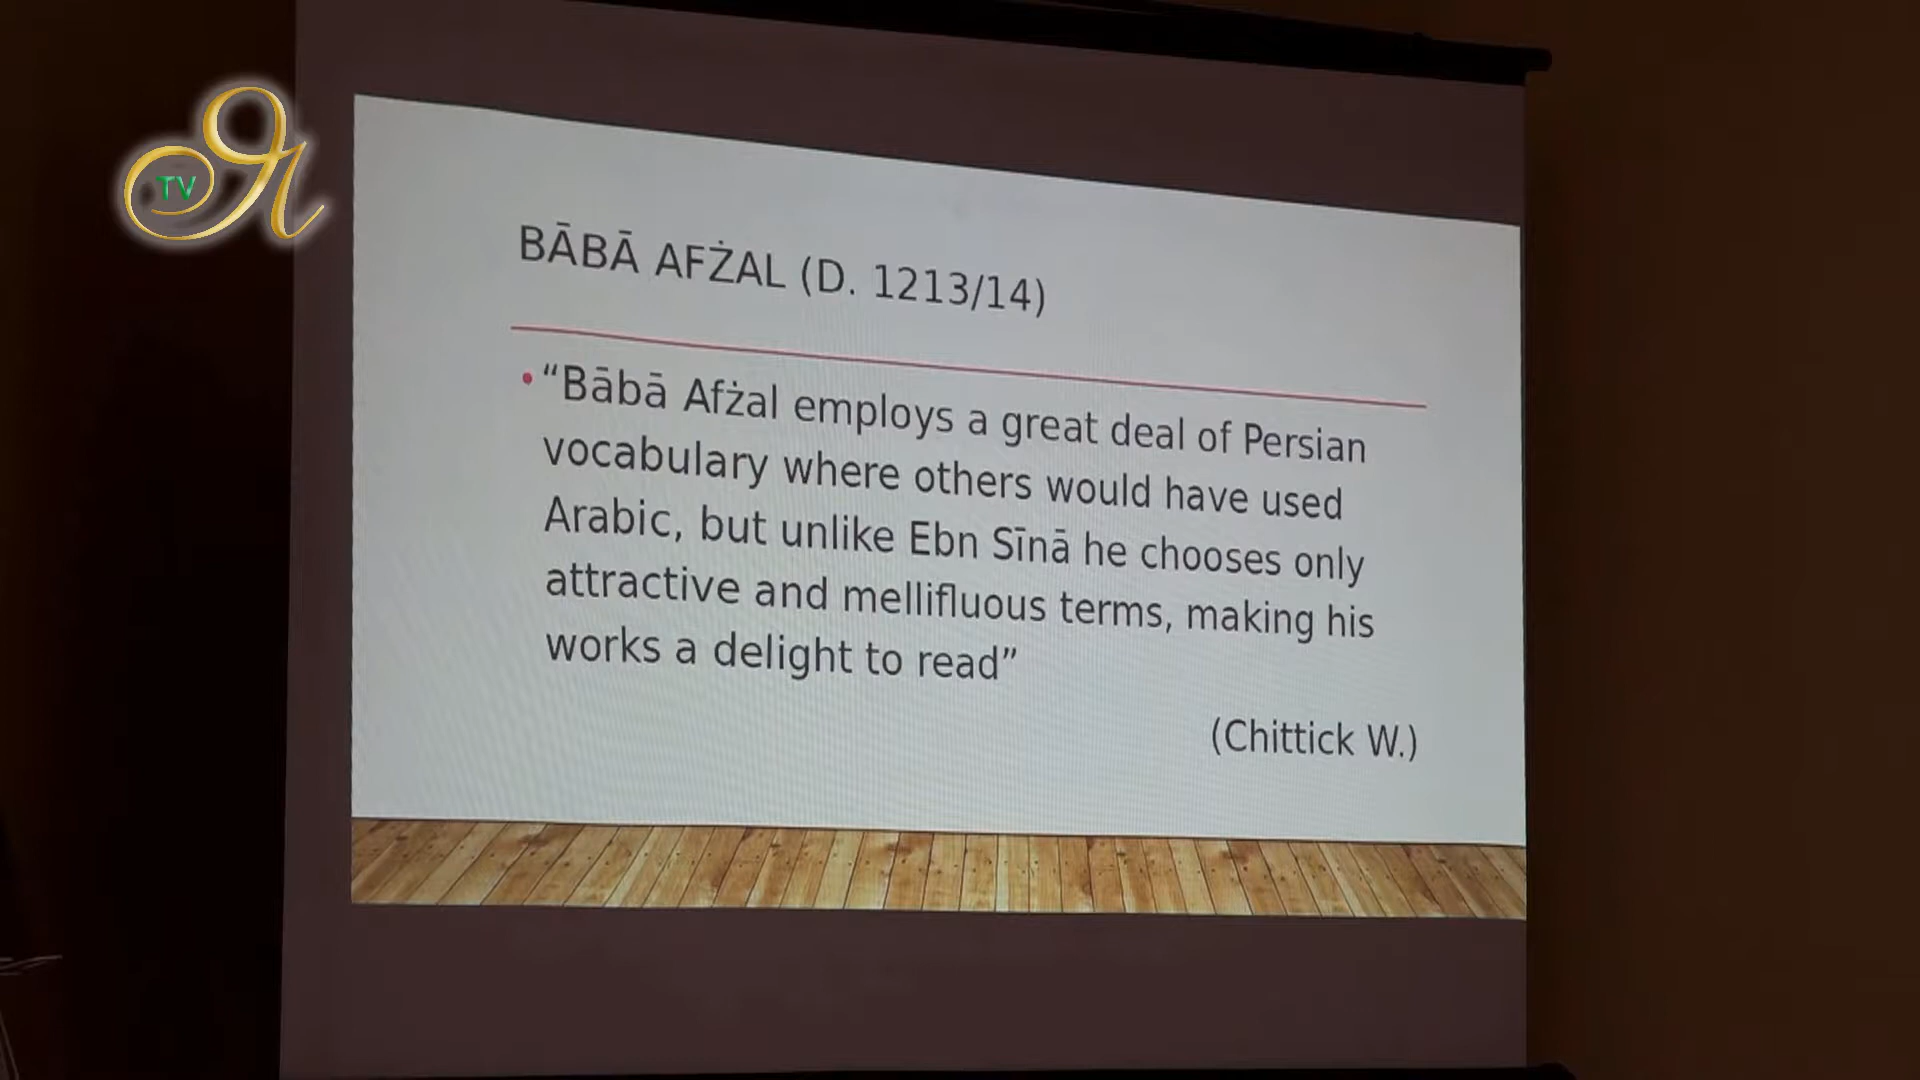 TV
BĀBĀ AFŻAL (D. 1213/14)
• “Bābā Afżal employs a great deal of Persian
vocabulary where others would have used
Arabic, but unlike Ebn Sīnā he chooses only
attractive and mellifluous terms, making his
works a delight to read”
(Chittick W.)